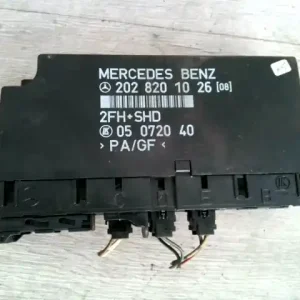 MERCEDES BENZ
202 820 10 26 [08]
2FH+SHD
05 0720 40
> PA/GF <
C B